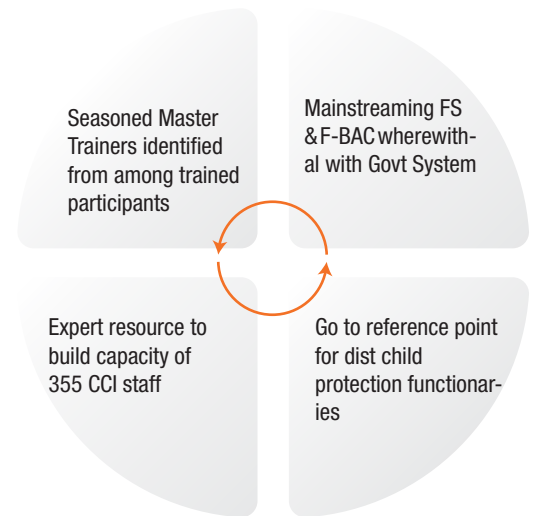 Seasoned Master
Trainers identified
from among trained
participants
Mainstreaming FS
& F-BAC wherewith-
al with Govt System
Expert resource to
build capacity of
355 CCI staff
Go to reference point
for dist child
protection functionar-
ies